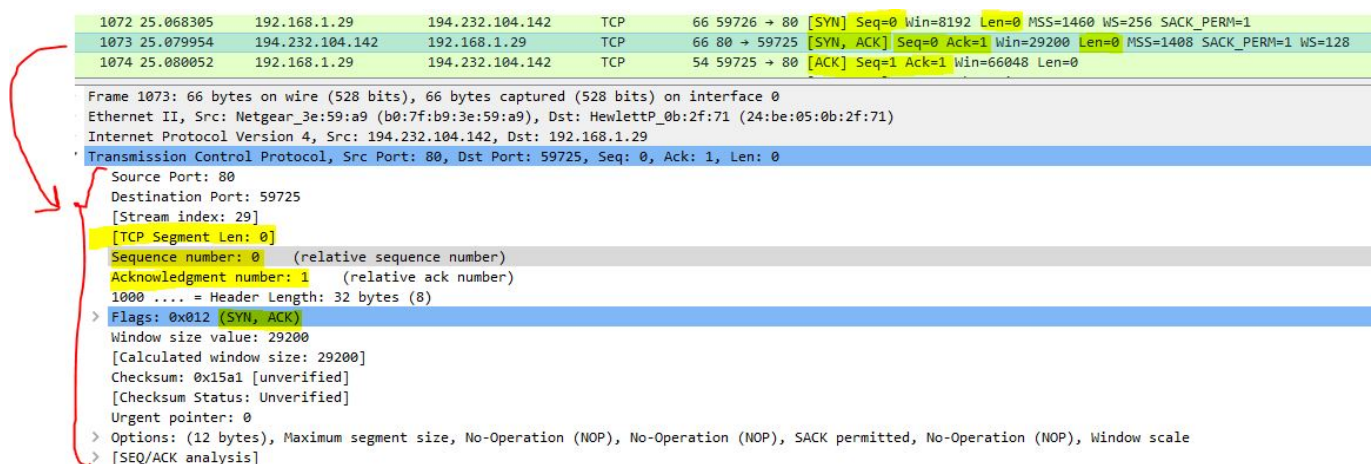 1072 25.068305 192.168.1.29 194.232.104.142 TCP 66 59726 → 80 [SYN] Seq=0 Win=8192 Len=0 MSS=1460 WS=256 SACK_PERM=1
1073 25.079954 194.232.104.142 192.168.1.29 TCP 66 80 → 59725 [SYN, ACK] Seq=0 Ack=1 Win=29200 Len=0 MSS=1408 SACK_PERM=1 WS=128
1074 25.080052 192.168.1.29 194.232.104.142 TCP 54 59725 → 80 [ACK] Seq=1 Ack=1 Win=66048 Len=0
Frame 1073: 66 bytes on wire (528 bits), 66 bytes captured (528 bits) on interface 0
Ethernet II, Src: Netgear_3e:59:a9 (b0:7f:b9:3e:59:a9), Dst: HewlettP_0b:2f:71 (24:be:05:0b:2f:71)
Internet Protocol Version 4, Src: 194.232.104.142, Dst: 192.168.1.29
Transmission Control Protocol, Src Port: 80, Dst Port: 59725, Seq: 0, Ack: 1, Len: 0
Source Port: 80
Destination Port: 59725
[Stream index: 29]
[TCP Segment Len: 0]
Sequence number: 0 (relative sequence number)
Acknowledgment number: 1 (relative ack number)
1000 .... = Header Length: 32 bytes (8)
> Flags: 0x012 (SYN, ACK)
Window size value: 29200
[Calculated window size: 29200]
Checksum: 0x15a1 [unverified]
[Checksum Status: Unverified]
Urgent pointer: 0
> Options: (12 bytes), Maximum segment size, No-Operation (NOP), No-Operation (NOP), SACK permitted, No-Operation (NOP), Window scale
> [SEQ/ACK analysis]